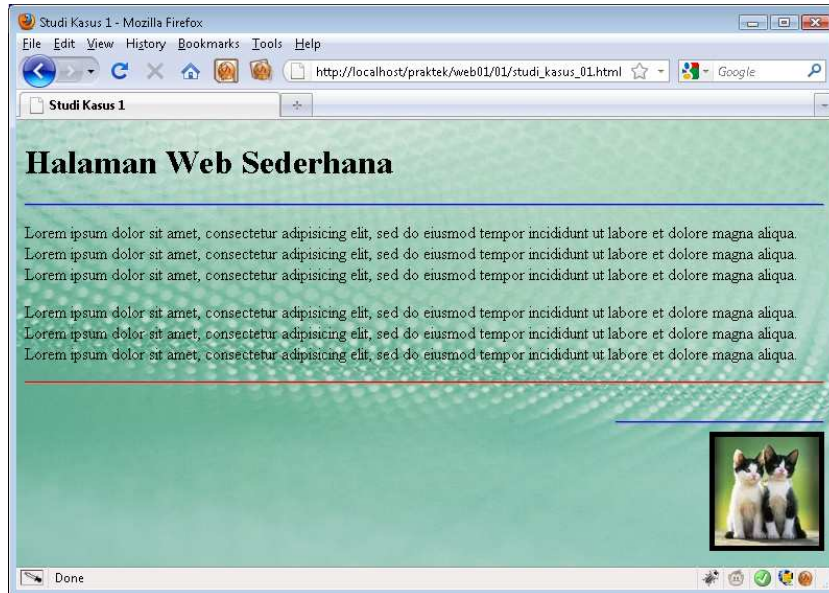 Studi Kasus 1 - Mozilla Firefox
File Edit View History Bookmarks Tools Help
http://localhost/praktek/web01/01/studi_kasus_01.html Google
Studi Kasus 1
Halaman Web Sederhana
Lorem ipsum dolor sit amet, consectetur adipisicing elit, sed do eiusmod tempor incididunt ut labore et dolore magna aliqua.
Lorem ipsum dolor sit amet, consectetur adipisicing elit, sed do eiusmod tempor incididunt ut labore et dolore magna aliqua.
Lorem ipsum dolor sit amet, consectetur adipisicing elit, sed do eiusmod tempor incididunt ut labore et dolore magna aliqua.
Lorem ipsum dolor sit amet, consectetur adipisicing elit, sed do eiusmod tempor incididunt ut labore et dolore magna aliqua.
Lorem ipsum dolor sit amet, consectetur adipisicing elit, sed do eiusmod tempor incididunt ut labore et dolore magna aliqua.
Lorem ipsum dolor sit amet, consectetur adipisicing elit, sed do eiusmod tempor incididunt ut labore et dolore magna aliqua.
Done